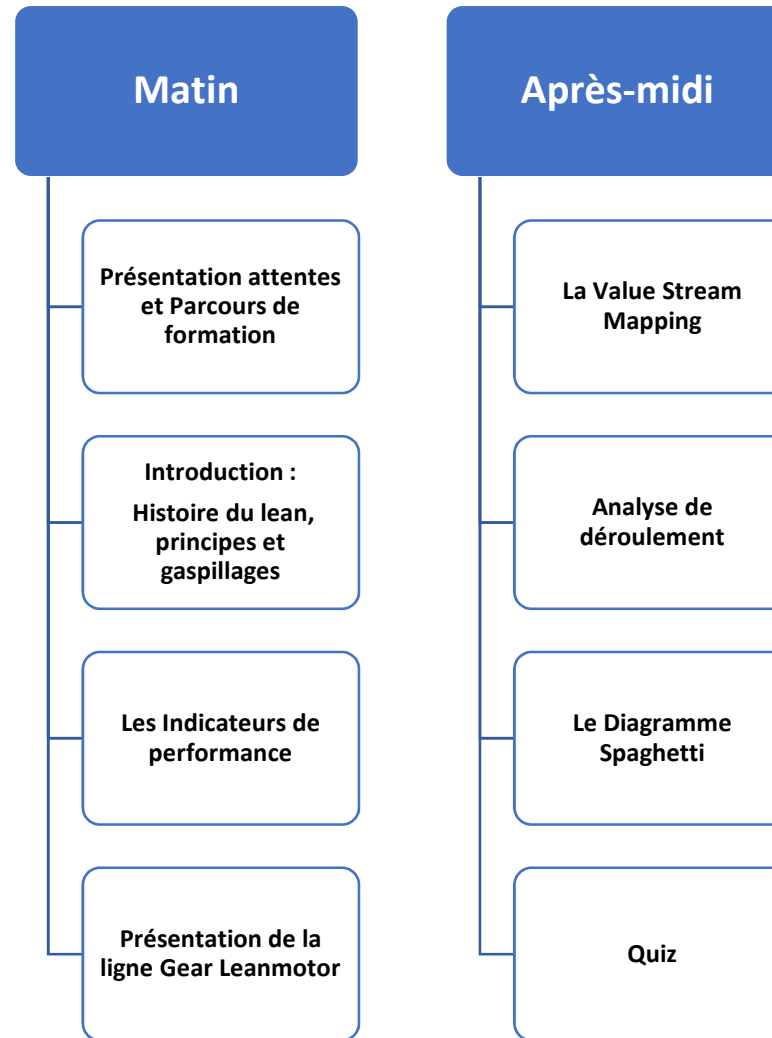 Matin
Présentation attentes
et Parcours de
formation
Introduction :
Histoire du lean,
principes et
gaspillages
Les Indicateurs de
performance
Présentation de la
ligne Gear Leanmotor
Après-midi
La Value Stream
Mapping
Analyse de
déroulement
Le Diagramme
Spaghetti
Quiz